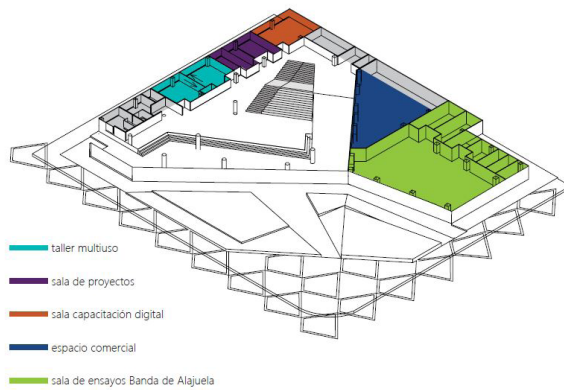 taller multiuso
sala de proyectos
sala capacitación digital
espacio comercial
sala de ensayos Banda de Alajuela